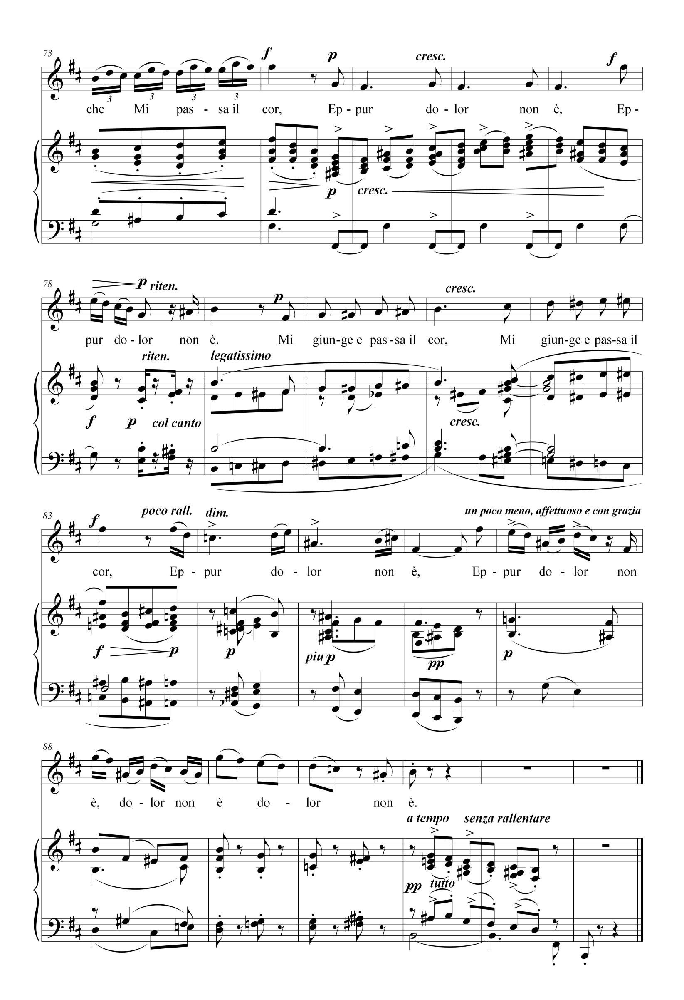 73
f p cresc. f
3 3 3 3
che Mi pas - sa il cor, Ep - pur do - lor non è, Ep -
p cresc.
78
p riten. p cresc.
pur do - lor non è. Mi giun-ge e pas-sa il cor, Mi giun-ge e pas-sa il
riten. legatissimo
f p col canto cresc.
83
f poco rall. dim. un poco meno, affettuoso e con grazia
cor, Ep - pur do - lor non è, Ep - pur do - lor non
f p p piu p pp p
88
è, do - lor non è do - lor non è.
a tempo senza rallentare
pp tutto